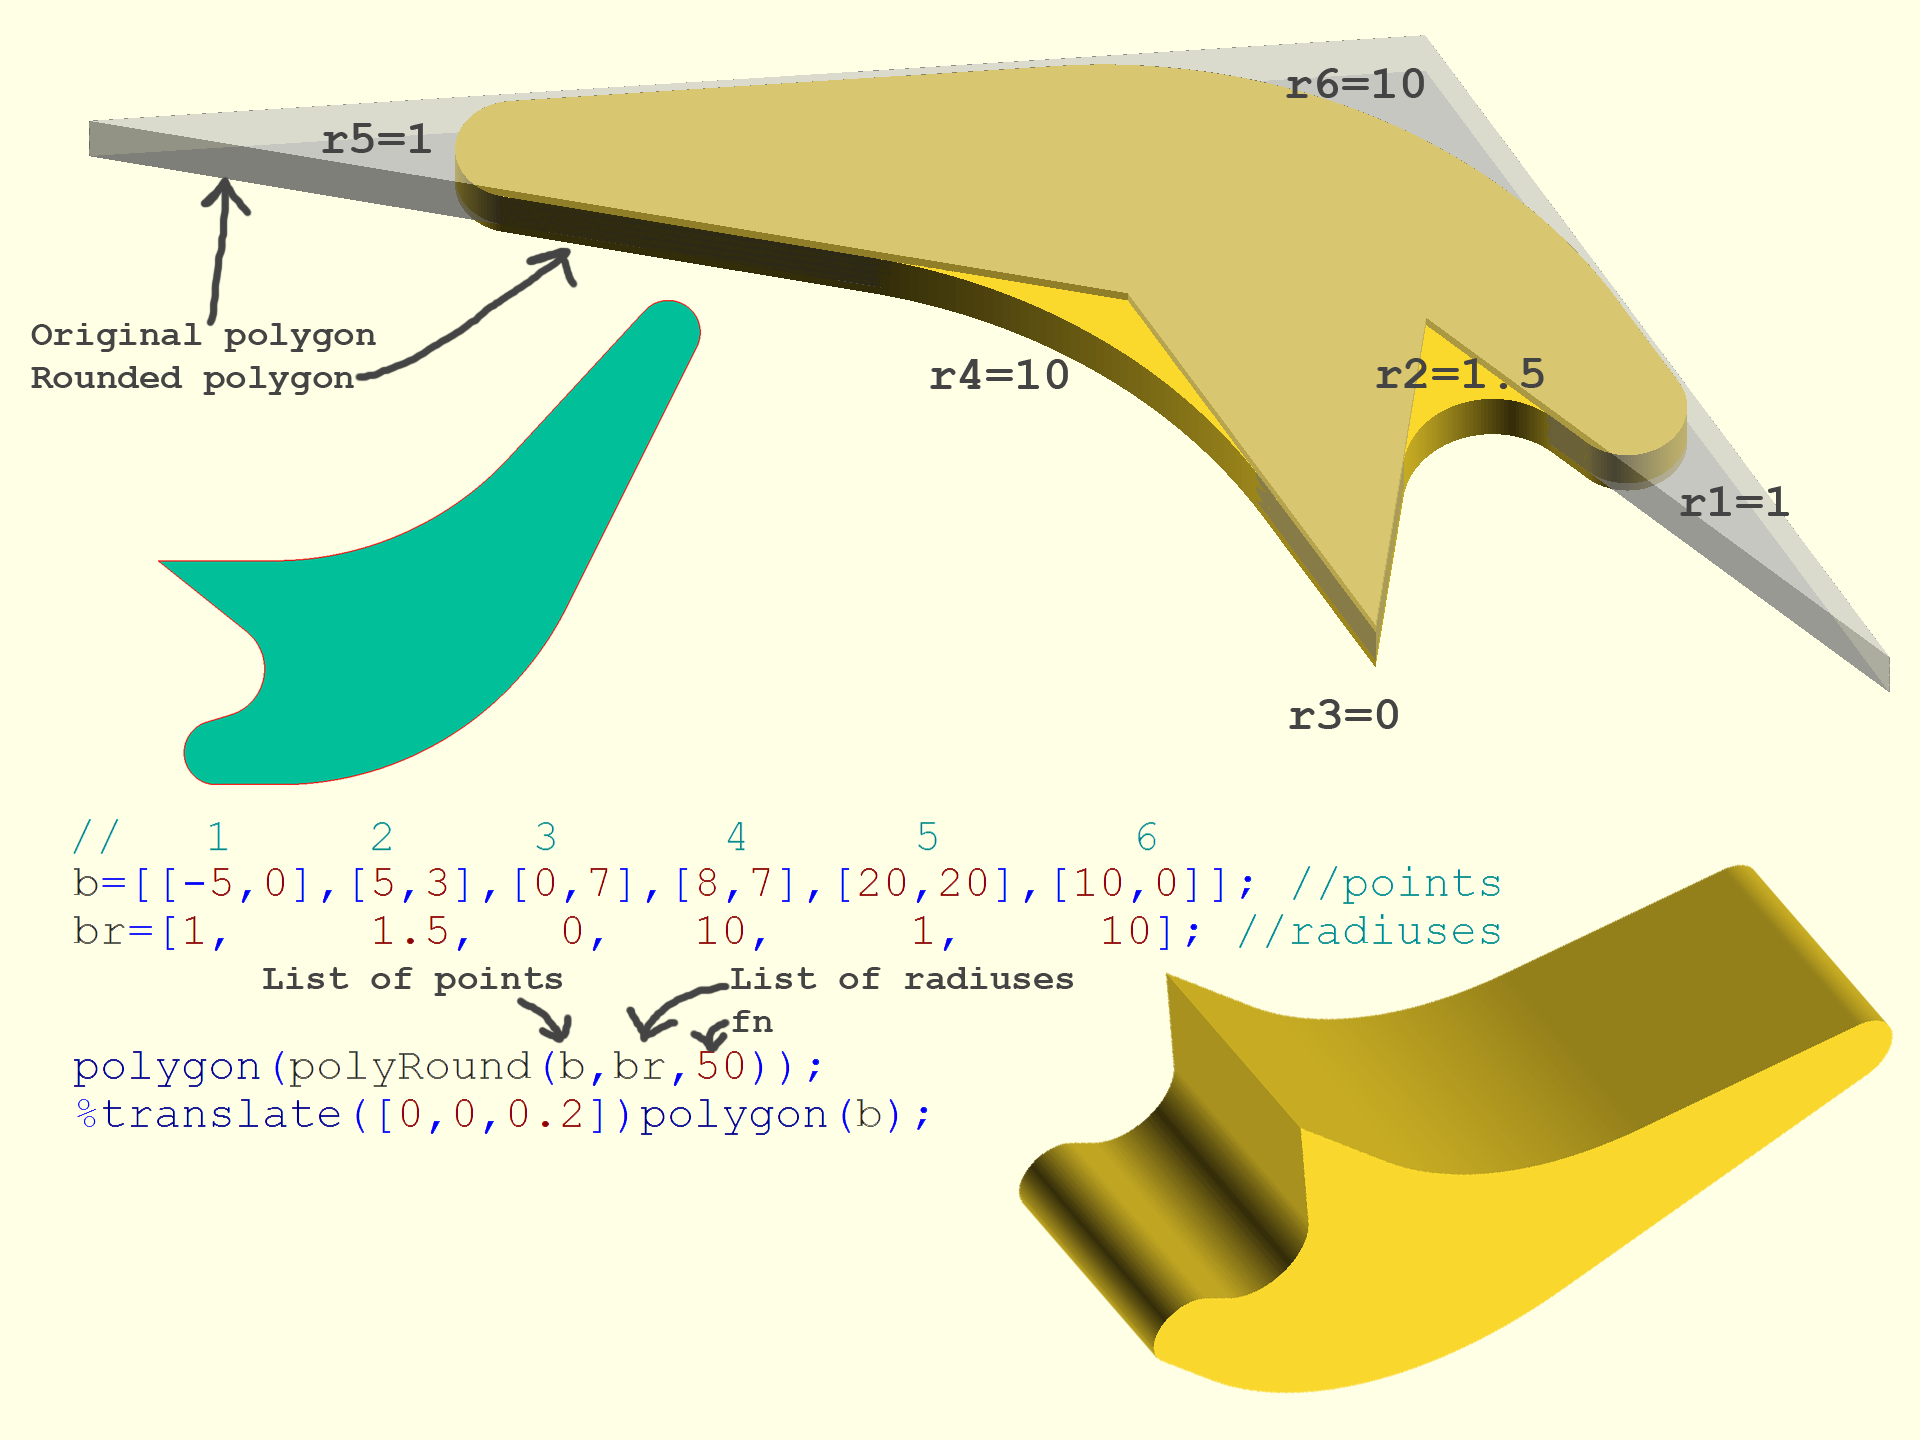 r6=10
r5=1
Original polygon
Rounded polygon
r4=10
r2=1.5
r1=1
r3=0
// 1 2 3 4 5 6
b=[[-5,0],[5,3],[0,7],[8,7],[20,20],[10,0]]; //points
br=[1, 1.5, 0, 10, 1, 10]; //radiuses
List of points
List of radiuses
fn
polygon(polyRound(b,br,50));
%translate([0,0,0.2])polygon(b);